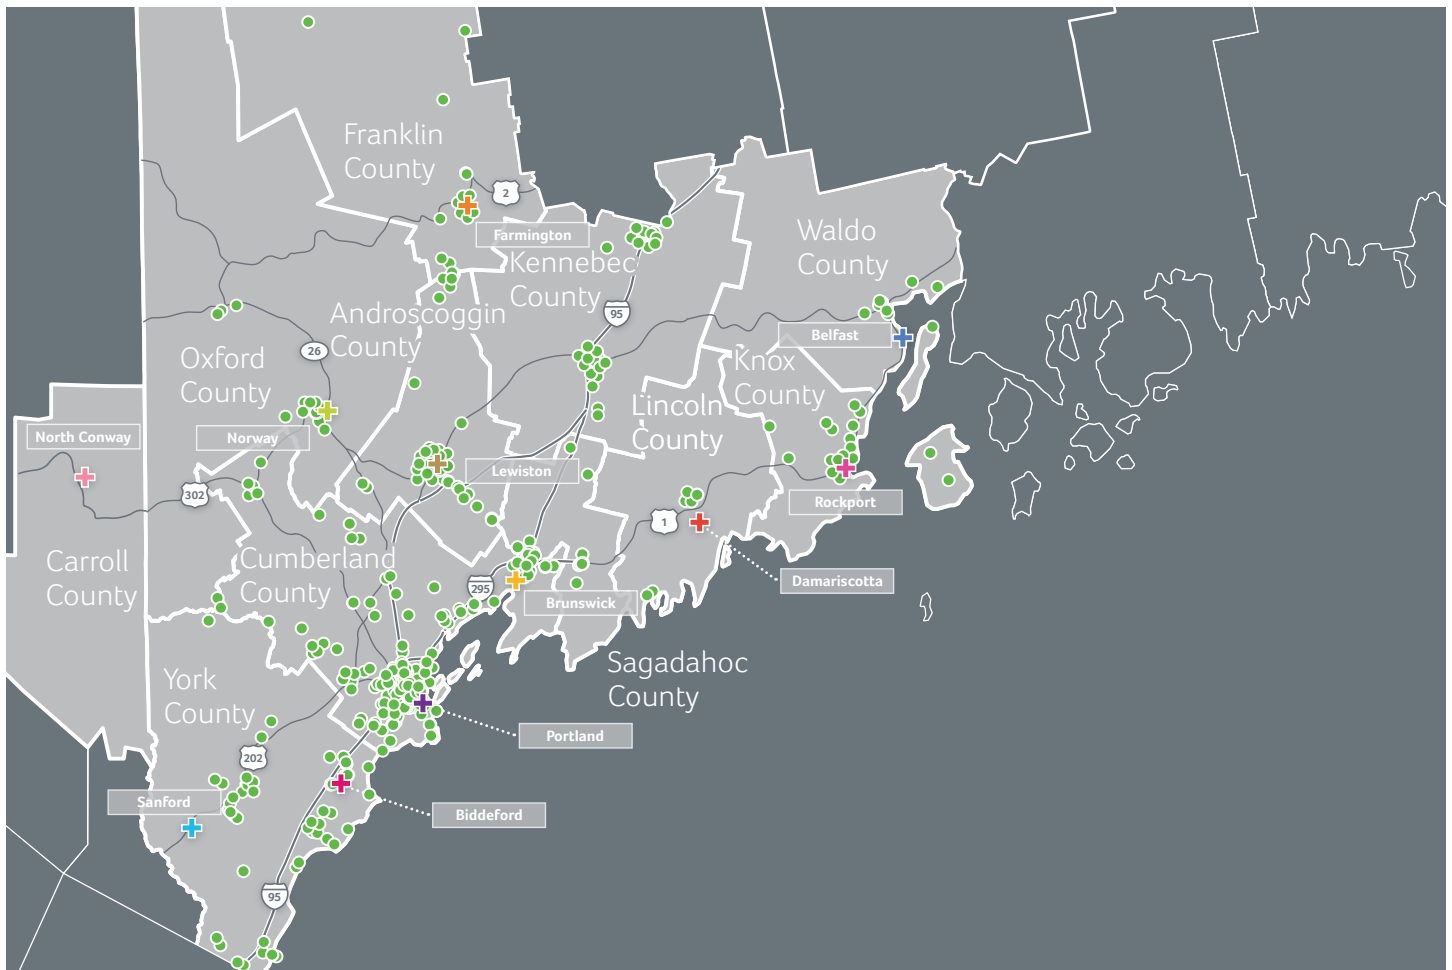 Franklin
County
2
Farmington
Waldo
County
Kennebec
County
95
Androscoggin
County
26
Oxford
County
Belfast
Knox
County
Lincoln
County
North Conway
Norway
Lewiston
302
Rockport
1
Damariscotta
Cumberland
County
295
Brunswick
Carroll
County
Sagadahoc
County
York
County
Portland
202
Sanford
Biddeford
95